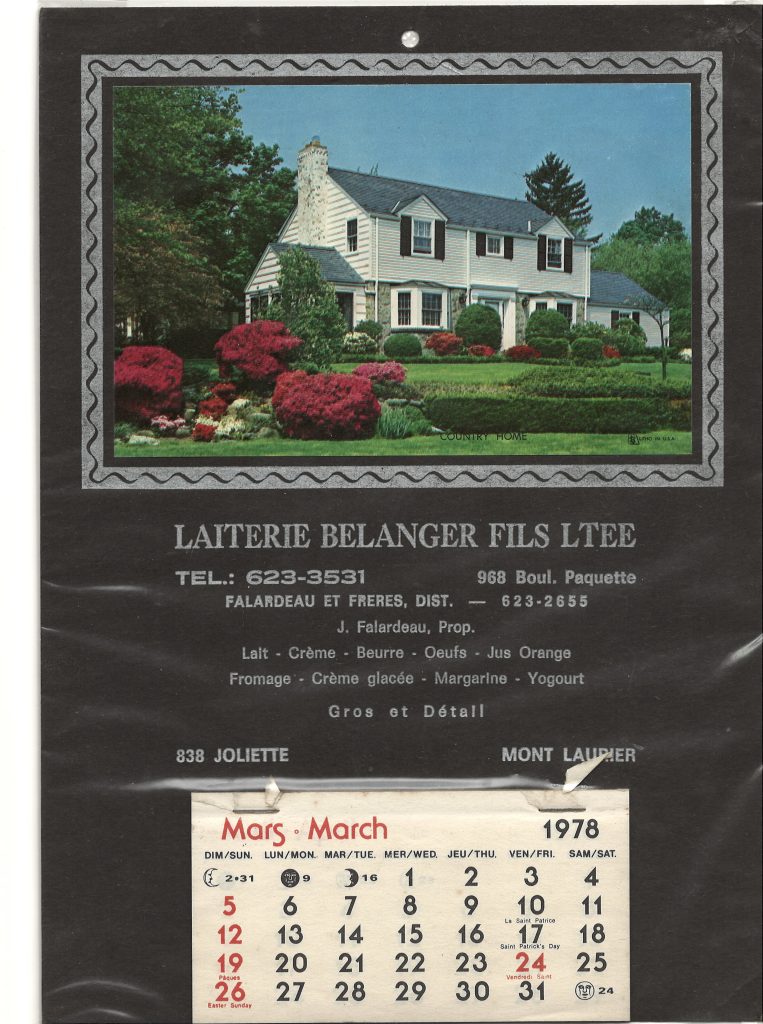 COUNTRY HOME
LITHO IN U.S.A.
LAITERIE BELANGER FILS LTEE
TEL.: 623-3531 968 Boul. Paquette
FALARDEAU ET FRERES, DIST. — 623-2655
J. Falardeau, Prop.
Lait - Crème - Beurre - Oeufs - Jus Orange
Fromage - Crème glacée - Margarine - Yogourt
Gros et Détail
838 JOLIETTE MONT LAURIER
Mars • March 1978
DIM/SUN. LUN/MON. MAR/TUE. MER/WED. JEU/THU. VEN/FRI. SAM/SAT.
2•31 9 16 1 2 3 4
5 6 7 8 9 10 11
La Saint Patrice
12 13 14 15 16 17 18
Saint Patrick's Day
19 20 21 22 23 24 25
Pâques Vendredi Saint
26 27 28 29 30 31 24
Easter Sunday